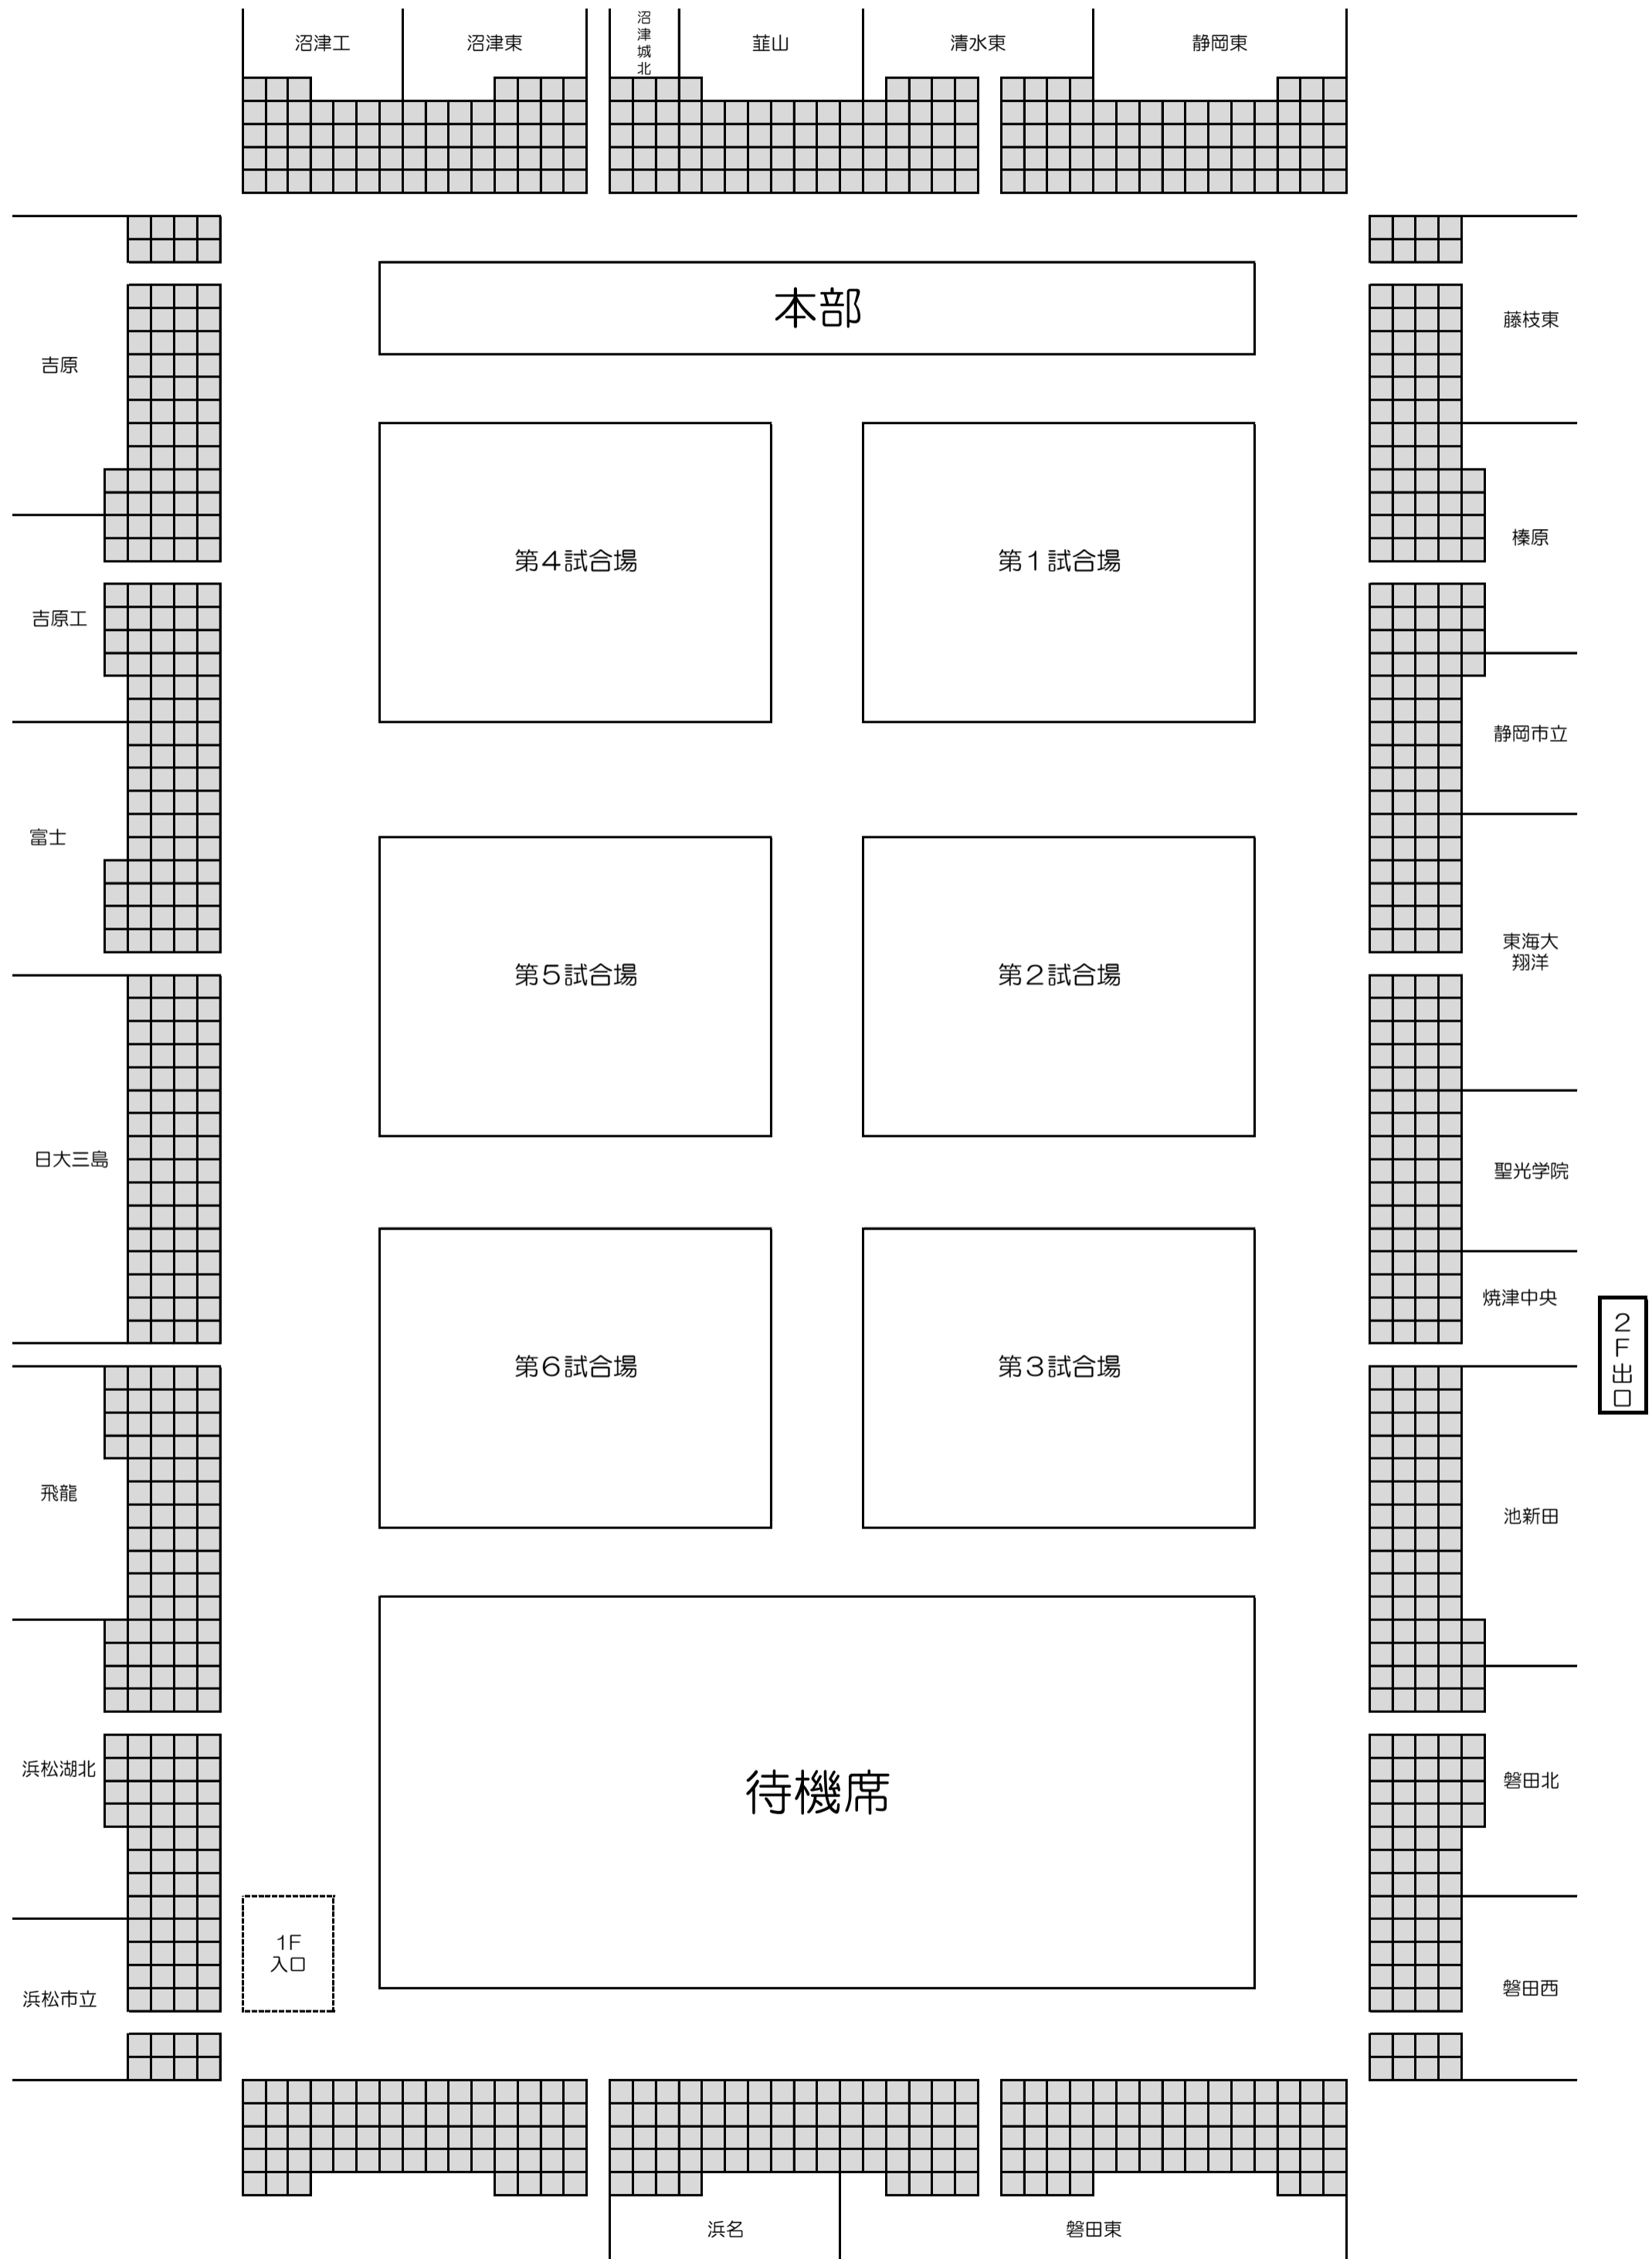 沼津工
沼津東
沼津城北
韮山
清水東
静岡東
本部
藤枝東
吉原
第4試合場
第1試合場
榛原
吉原工
静岡市立
富士
東海大
翔洋
第5試合場
第2試合場
日大三島
聖光学院
焼津中央
2F出口
第6試合場
第3試合場
飛龍
池新田
浜松湖北
待機席
磐田北
1F
入口
浜松市立
磐田西
浜名
磐田東